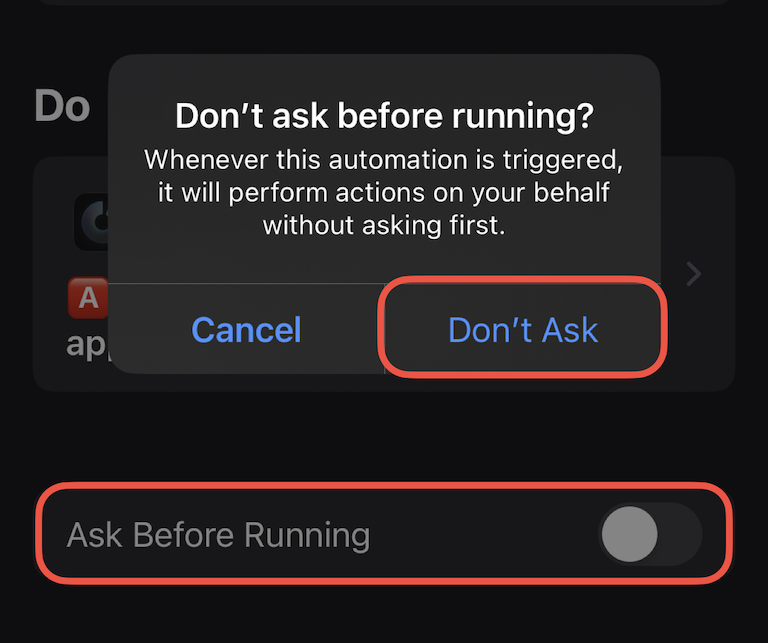 Do
Don’t ask before running?
Whenever this automation is triggered,
it will perform actions on your behalf
without asking first.
A
Cancel
Don’t Ask
Ask Before Running